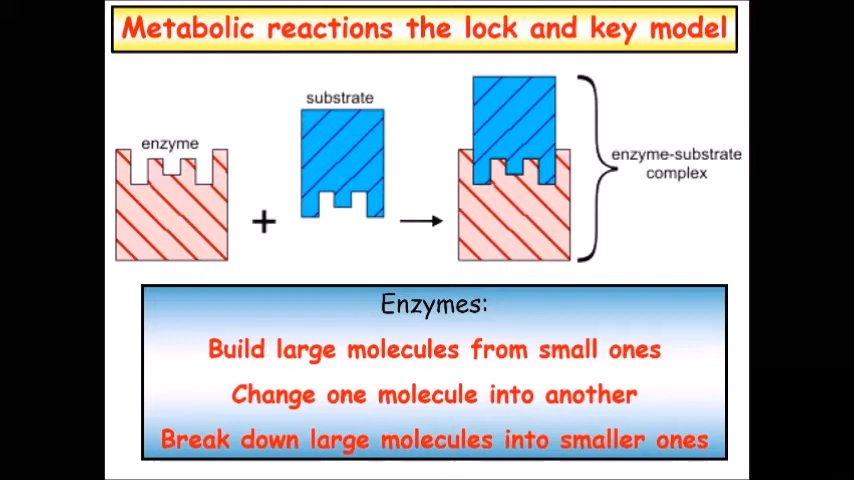 Metabolic reactions the lock and key model
substrate
enzyme
enzyme-substrate
complex
+
Enzymes:
Build large molecules from small ones
Change one molecule into another
Break down large molecules into smaller ones